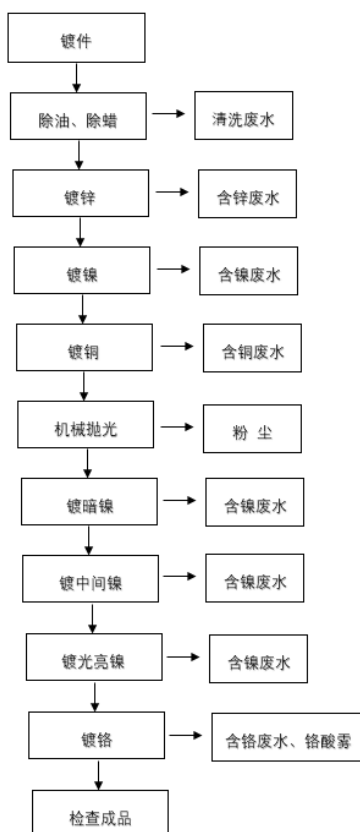 镀件
除油、除蜡
清洗废水
镀锌
含锌废水
镀镍
含镍废水
镀铜
含铜废水
机械抛光
粉 尘
镀暗镍
含镍废水
镀中间镍
含镍废水
镀光亮镍
含镍废水
镀铬
含铬废水、铬酸雾
检查成品